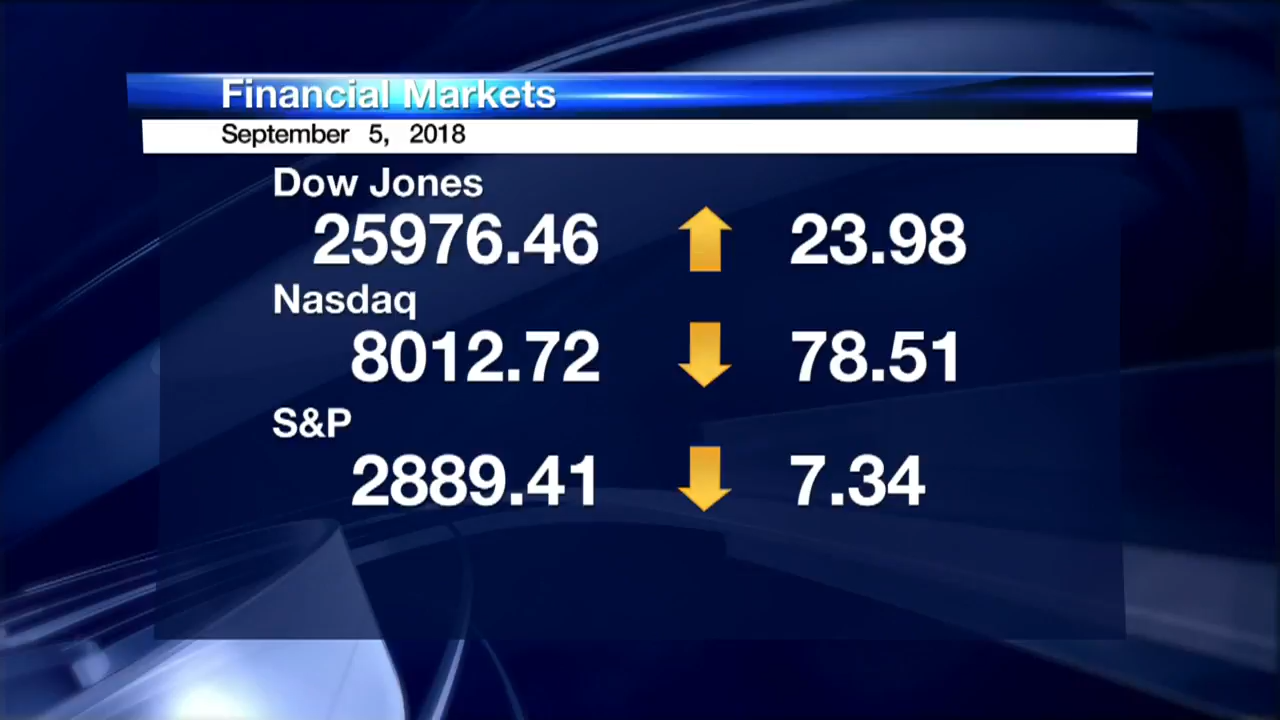 Financial Markets
September 5, 2018
Dow Jones
25976.46 23.98
Nasdaq
8012.72 78.51
S&P
2889.41 7.34